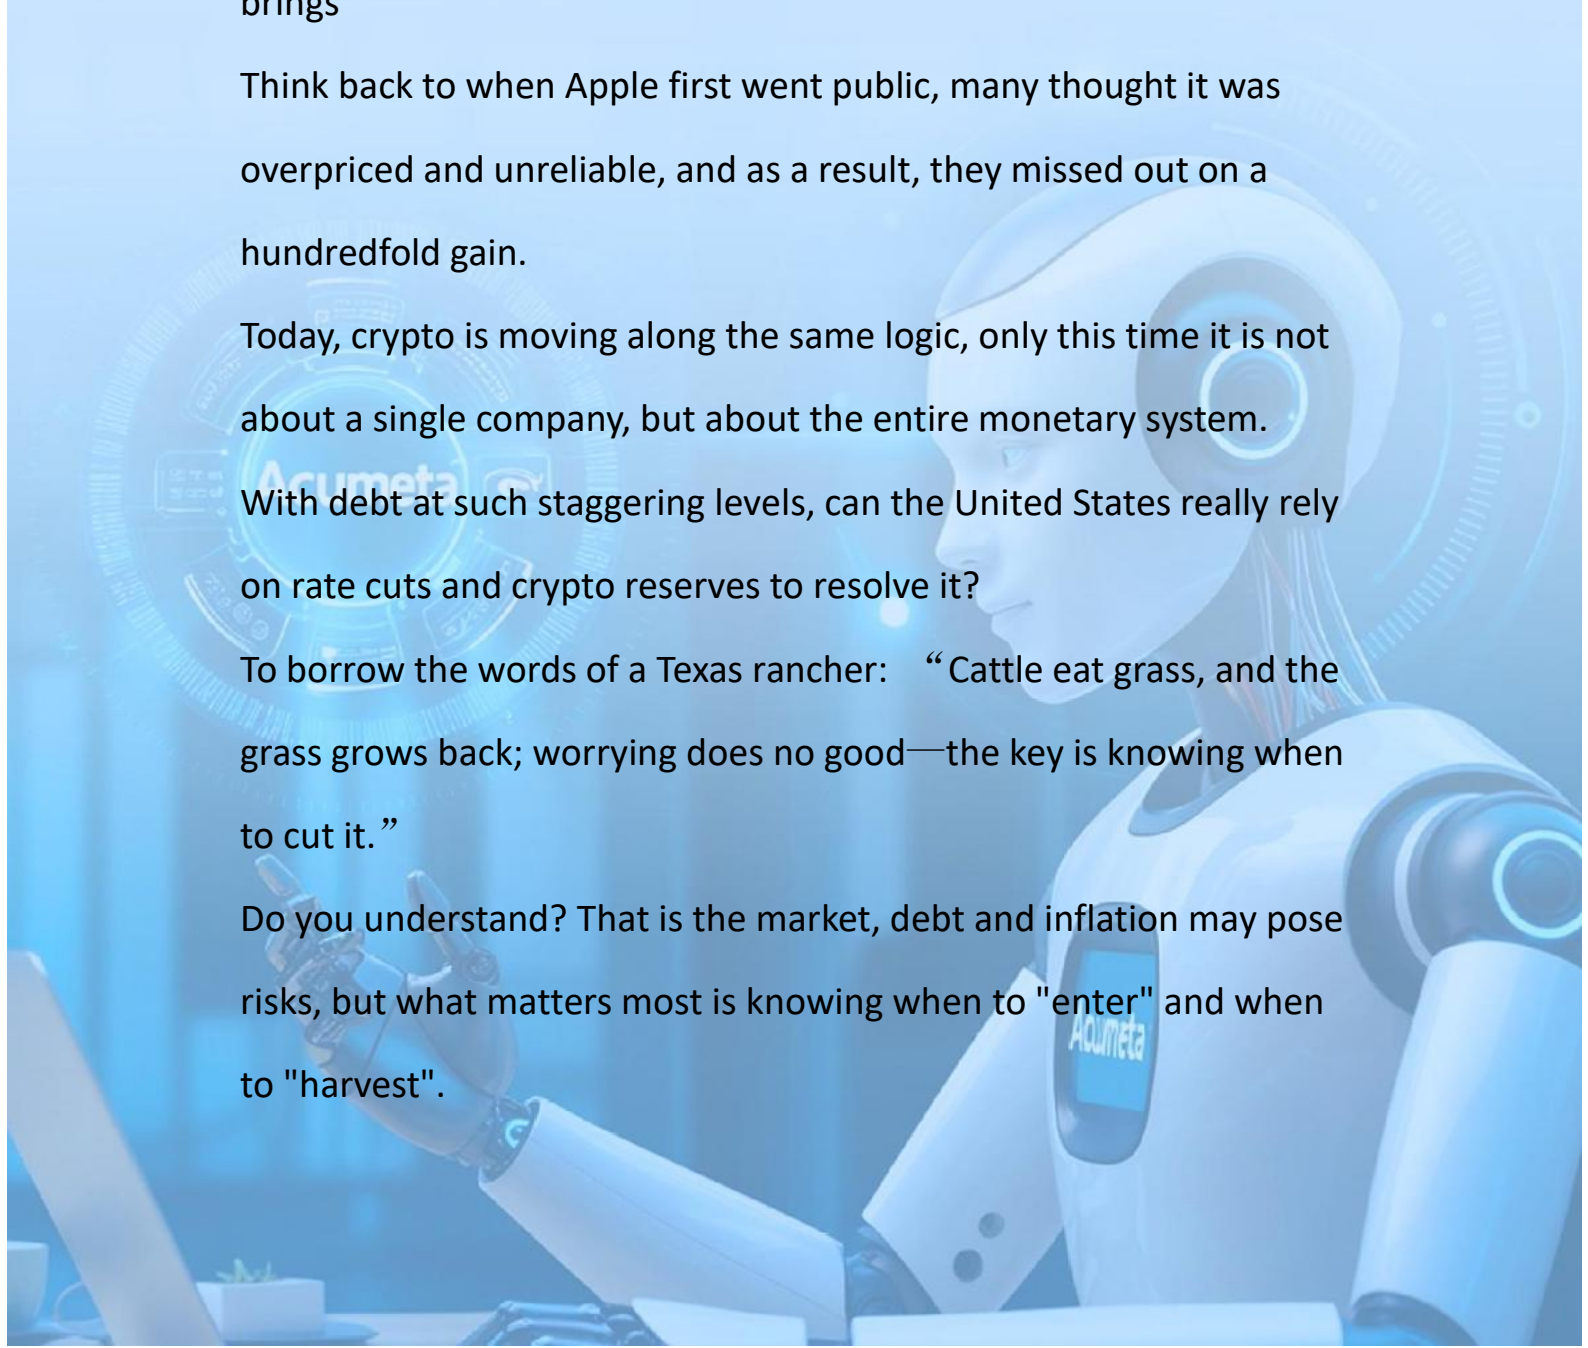 brings
Think back to when Apple first went public, many thought it was
overpriced and unreliable, and as a result, they missed out on a
hundredfold gain.
Today, crypto is moving along the same logic, only this time it is not
about a single company, but about the entire monetary system.
Acumeta
With debt at such staggering levels, can the United States really rely
on rate cuts and crypto reserves to resolve it?
To borrow the words of a Texas rancher: “Cattle eat grass, and the
grass grows back; worrying does no good—the key is knowing when
to cut it.”
Do you understand? That is the market, debt and inflation may pose
risks, but what matters most is knowing when to "enter" and when
Acumeta
to "harvest".